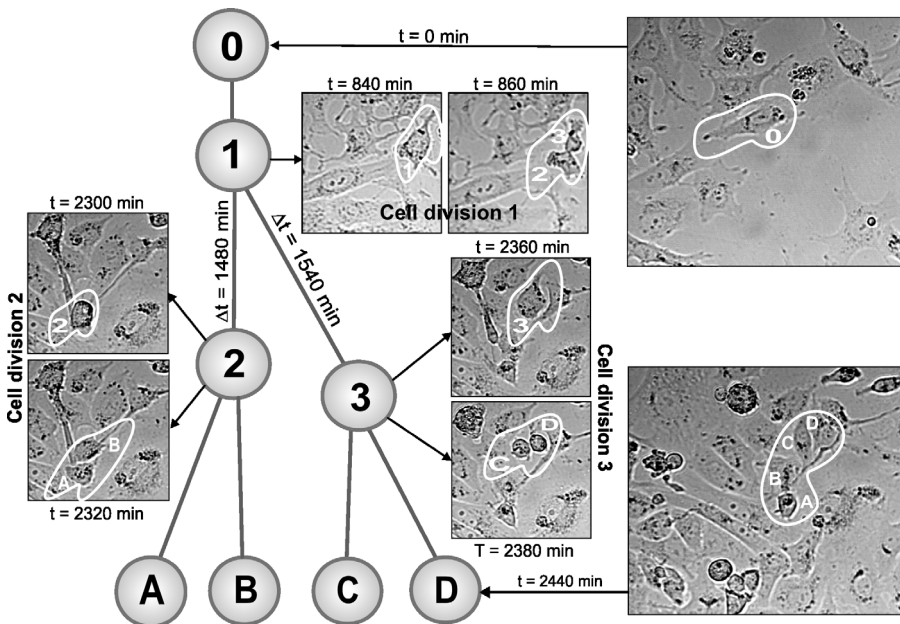 0
t = 0 min
0
t = 840 min
t = 860 min
1
1
3
2
Cell division 1
t = 2300 min
Δt = 1480 min
Δt = 1540 min
t = 2360 min
2
3
Cell division 2
2
3
Cell division 3
B
A
D
C
t = 2320 min
T = 2380 min
D
C
B
A
A
B
C
D
t = 2440 min